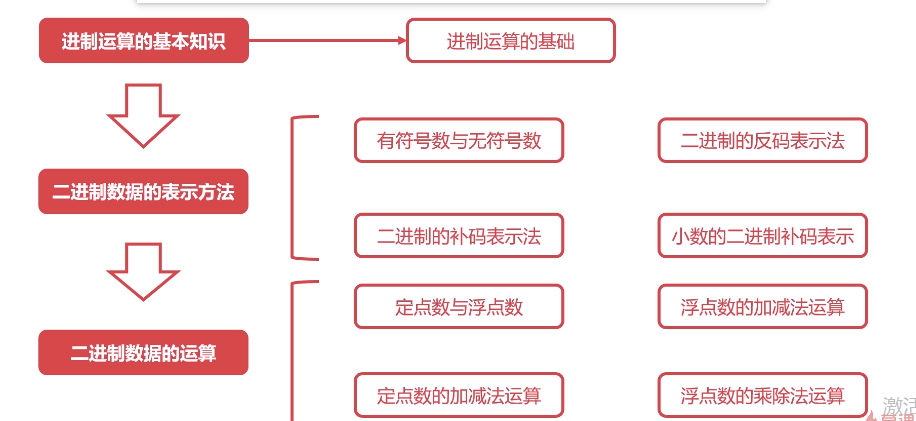 进制运算的基本知识
进制运算的基础
有符号数与无符号数
二进制的反码表示法
二进制数据的表示方法
二进制的补码表示法
小数的二进制补码表示
定点数与浮点数
浮点数的加减法运算
二进制数据的运算
定点数的加减法运算
浮点数的乘除法运算
激活